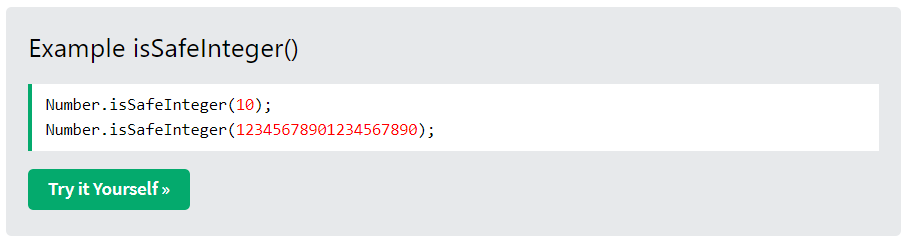 Example isSafeInteger()
Number.isSafeInteger(10);
Number.isSafeInteger(12345678901234567890);
Try it Yourself »